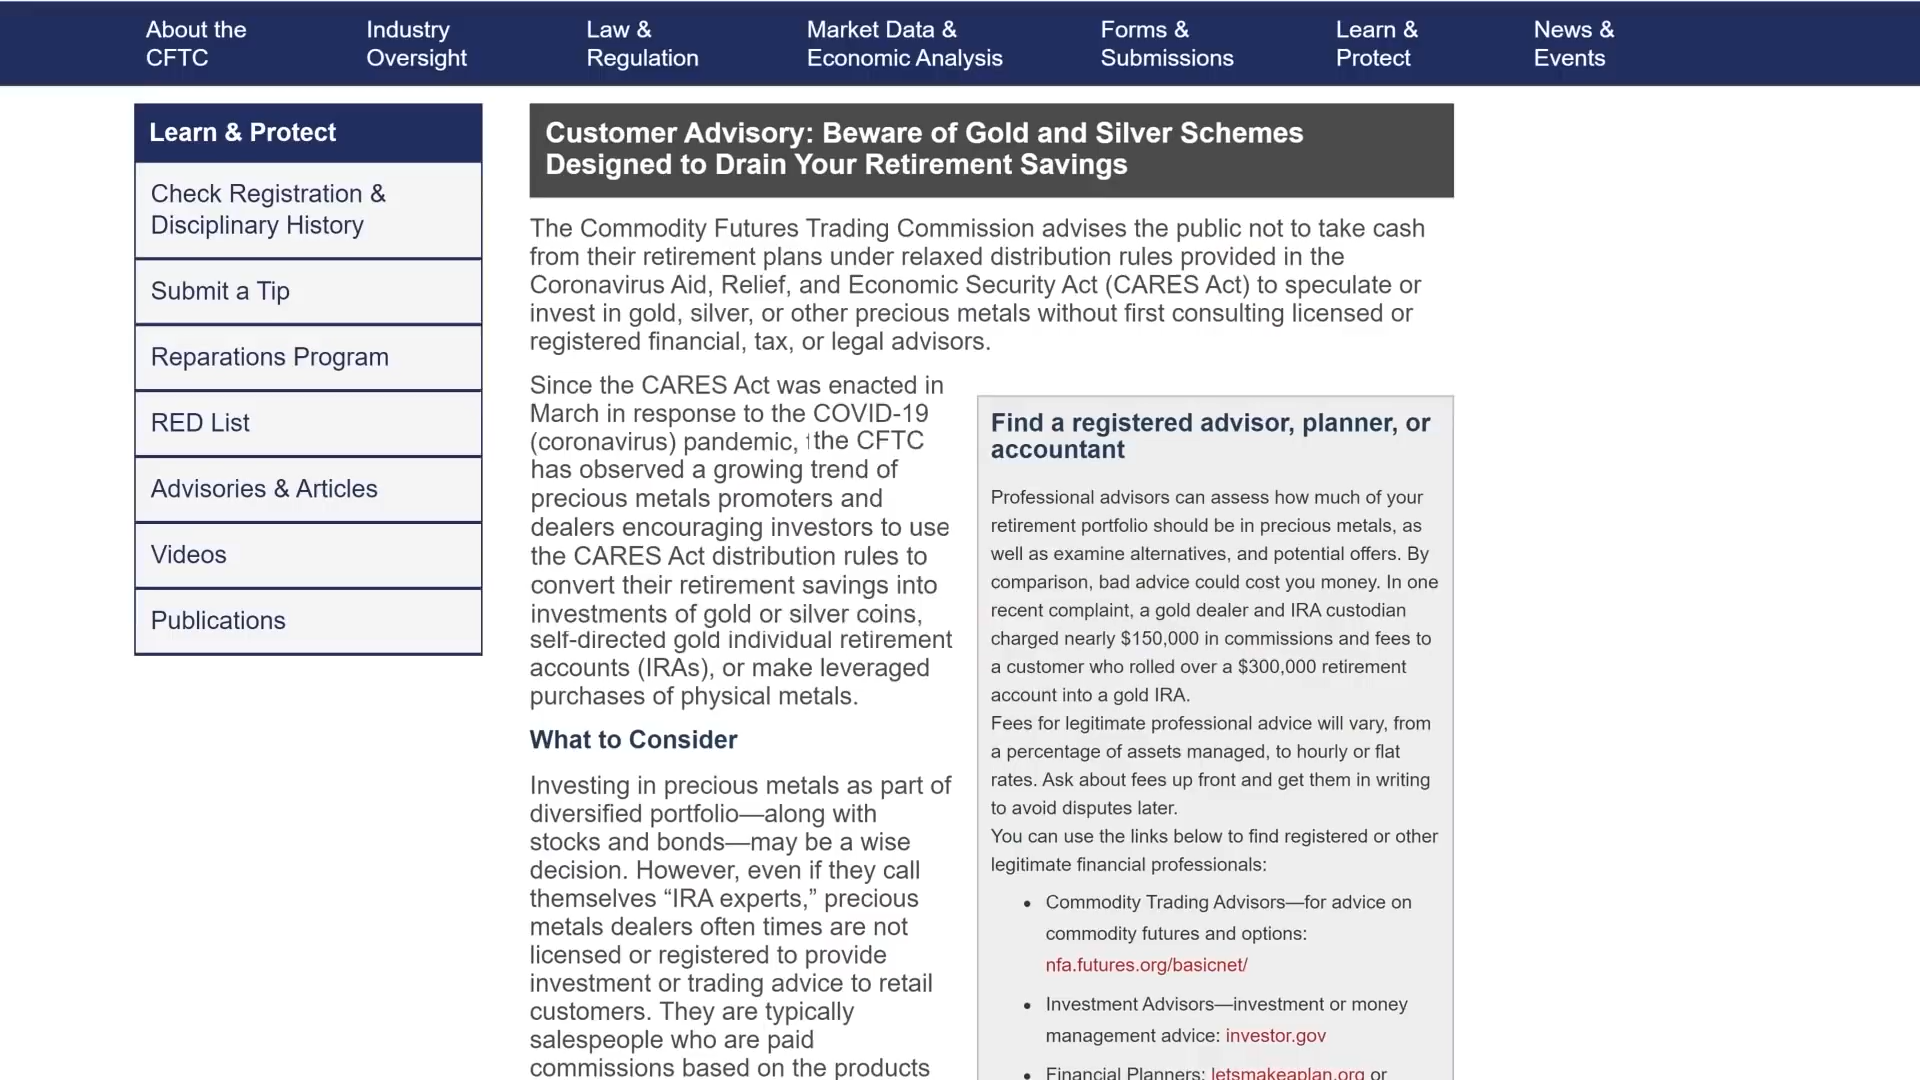 About the
CFTC
Industry
Oversight
Law &
Regulation
Market Data &
Economic Analysis
Forms &
Submissions
Learn &
Protect
News &
Events
Learn & Protect
Check Registration &
Disciplinary History
Submit a Tip
Reparations Program
RED List
Advisories & Articles
Videos
Publications
Customer Advisory: Beware of Gold and Silver Schemes
Designed to Drain Your Retirement Savings
The Commodity Futures Trading Commission advises the public not to take cash
from their retirement plans under relaxed distribution rules provided in the
Coronavirus Aid, Relief, and Economic Security Act (CARES Act) to speculate or
invest in gold, silver, or other precious metals without first consulting licensed or
registered financial, tax, or legal advisors.
Since the CARES Act was enacted in
March in response to the COVID-19
(coronavirus) pandemic, the CFTC
has observed a growing trend of
precious metals promoters and
dealers encouraging investors to use
the CARES Act distribution rules to
convert their retirement savings into
investments of gold or silver coins,
self-directed gold individual retirement
accounts (IRAs), or make leveraged
purchases of physical metals.
What to Consider
Investing in precious metals as part of
diversified portfolio—along with
stocks and bonds—may be a wise
decision. However, even if they call
themselves “IRA experts,” precious
metals dealers often times are not
licensed or registered to provide
investment or trading advice to retail
customers. They are typically
salespeople who are paid
commissions based on the products
Find a registered advisor, planner, or
accountant
Professional advisors can assess how much of your
retirement portfolio should be in precious metals, as
well as examine alternatives, and potential offers. By
comparison, bad advice could cost you money. In one
recent complaint, a gold dealer and IRA custodian
charged nearly $150,000 in commissions and fees to
a customer who rolled over a $300,000 retirement
account into a gold IRA.
Fees for legitimate professional advice will vary, from
a percentage of assets managed, to hourly or flat
rates. Ask about fees up front and get them in writing
to avoid disputes later.
You can use the links below to find registered or other
legitimate financial professionals:
• Commodity Trading Advisors—for advice on
commodity futures and options:
nfa.futures.org/basicnet/
• Investment Advisors—investment or money
management advice: investor.gov
• Financial Planners: letsmakeaplan.org or